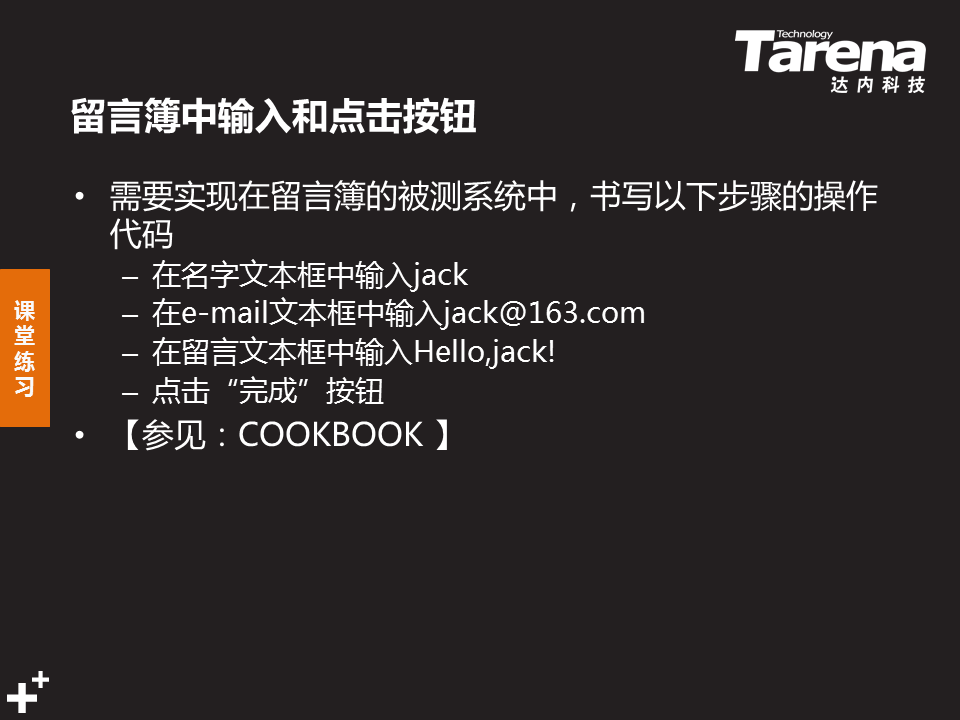 Technology
Tarena
达内科技
留言簿中输入和点击按钮
• 需要实现在留言簿的被测系统中，书写以下步骤的操作
代码
– 在名字文本框中输入jack
– 在e-mail文本框中输入jack@163.com
– 在留言文本框中输入Hello,jack!
– 点击“完成”按钮
• 【参见：COOKBOOK 】
课
堂
练
习